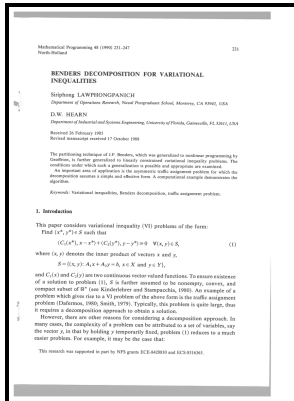 Mathematical Programming 48 (1990) 231-247
North-Holland
231
BENDERS DECOMPOSITION FOR VARIATIONAL
INEQUALITIES
Siriphong LAWPHONGPANICH
Department of Operations Research, Naval Postgraduate School, Monterey, CA 93943, USA
D.W. HEARN
Department of Industrial and Systems Engineering, University of Florida, Gainesville, FL 32611, USA
Received 26 February 1985
Revised manuscript received 17 October 1988
The partitioning technique of J.F. Benders, which was generalized to nonlinear programming by
Geoffrion, is further generalized to linearly constrained variational inequality problems. The
conditions under which such a generalization is possible and appropriate are examined.
An important area of application is the asymmetric traffic assignment problem for which the
decomposition assumes a simple and effective form. A computational example demonstrates the
algorithm.
Keywords: Variational inequalities, Benders decomposition, traffic assignment problem.
1. Introduction
This paper considers variational inequality (VI) problems of the form:
Find (x*, y*) ∈ S such that
⟨C₁(x*), x−x*⟩+⟨C₂(y*), y−y*⟩≥0 ∀(x, y)∈S, (1)
where ⟨x, y⟩ denotes the inner product of vectors x and y,
S={(x, y): A₁x+A₂y=b, x∈X and y∈Y},
and C₁(x) and C₂(y) are two continuous vector valued functions. To ensure existence
of a solution to problem (1), S is further assumed to be nonempty, convex, and
compact subset of Rⁿ (see Kinderlehrer and Stampacchia, 1980). An example of a
problem which gives rise to a VI problem of the above form is the traffic assignment
problem (Dafermos, 1980; Smith, 1979). Typically, this problem is quite large, thus
it requires a decomposition approach to obtain a solution.
However, there are other reasons for considering a decomposition approach. In
many cases, the complexity of a problem can be attributed to a set of variables, say
the vector y, in that by holding y temporarily fixed, problem (1) reduces to a much
easier problem. For example, it may be the case that:
This research was supported in part by NFS grants ECE-8420830 and ECE-8516365